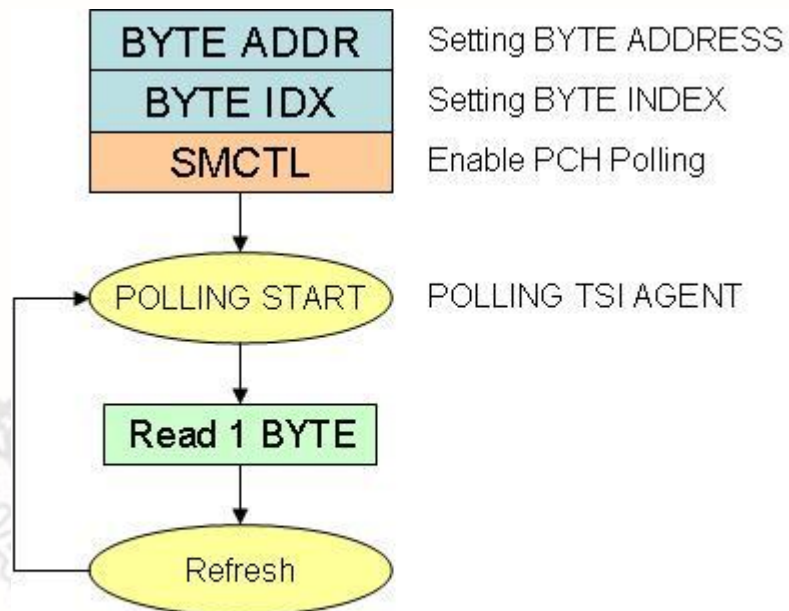 BYTE ADDR Setting BYTE ADDRESS
BYTE IDX Setting BYTE INDEX
SMCTL Enable PCH Polling
POLLING START POLLING TSI AGENT
Read 1 BYTE
Refresh